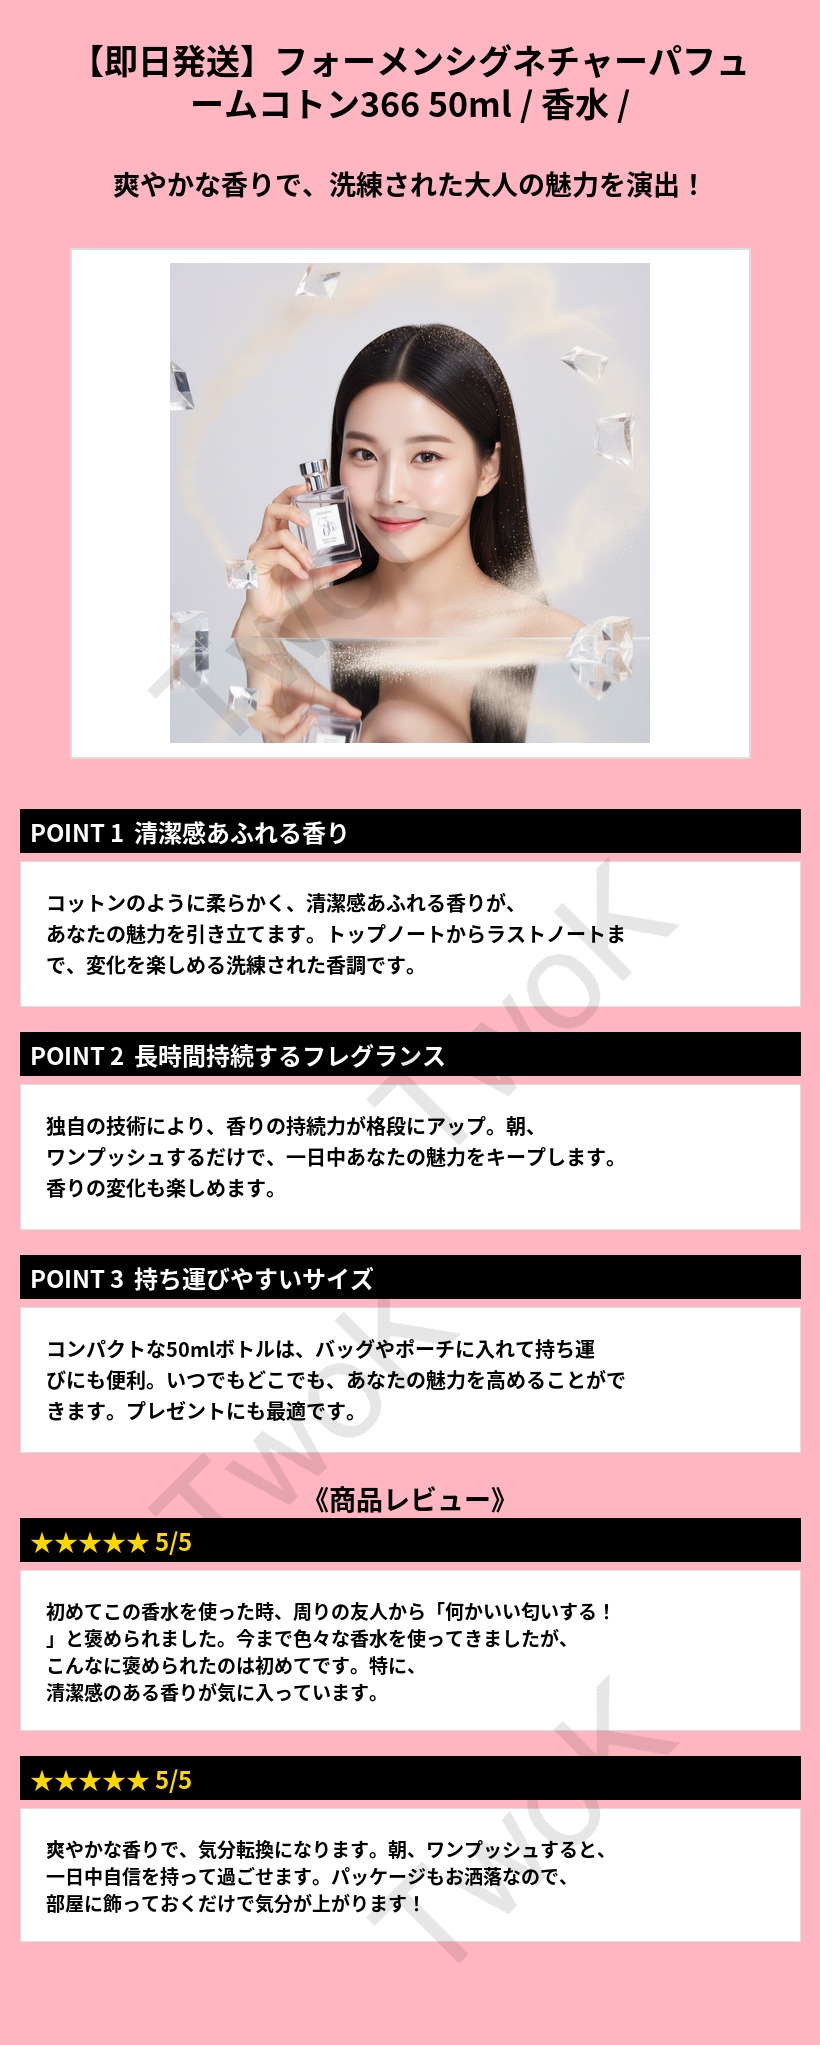 【即日発送】フォーメンシグネチャーパフュ
ームコトン366 50ml / 香水 /
爽やかな香りで、洗練された大人の魅力を演出！
366
TwoK
POINT 1 清潔感あふれる香り
コットンのように柔らかく、清潔感あふれる香りが、
あなたの魅力を引き立てます。トップノートからラストノートま
で、変化を楽しめる洗練された香調です。
TwoK
POINT 2 長時間持続するフレグランス
独自の技術により、香りの持続力が格段にアップ。朝、
ワンプッシュするだけで、一日中あなたの魅力をキープします。
香りの変化も楽しめます。
POINT 3 持ち運びやすいサイズ
コンパクトな50mlボトルは、バッグやポーチに入れて持ち運
びにも便利。いつでもどこでも、あなたの魅力を高めることがで
きます。プレゼントにも最適です。
TwoK
《商品レビュー》
★★★★★ 5/5
初めてこの香水を使った時、周りの友人から「何かいい匂いする！
」と褒められました。今まで色々な香水を使ってきましたが、
こんなに褒められたのは初めてです。特に、
清潔感のある香りが気に入っています。
★★★★★ 5/5
爽やかな香りで、気分転換になります。朝、ワンプッシュすると、
一日中自信を持って過ごせます。パッケージもお洒落なので、
部屋に飾っておくだけで気分が上がります！
TwoK